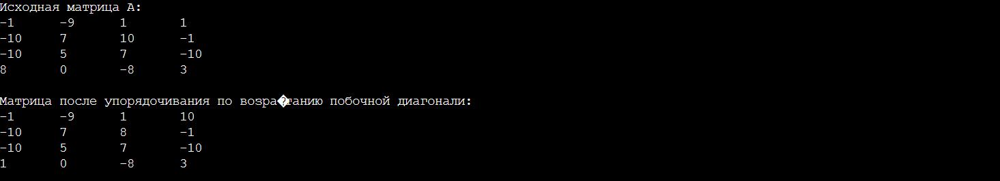 Исходная матрица А:
-1 -9 1 1
-10 7 10 -1
-10 5 7 -10
8 0 -8 3
Матрица после упорядочивания по возра�танию побочной диагонали:
-1 -9 1 10
-10 7 8 -1
-10 5 7 -10
1 0 -8 3